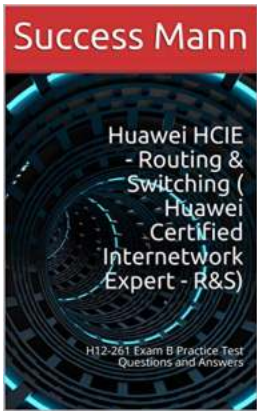 Success Mann
Huawei HCIE
- Routing &
Switching (
Huawei
Certified
Internetwork
Expert - R&S)
H12-261 Exam B Practice Test
Questions and Answers